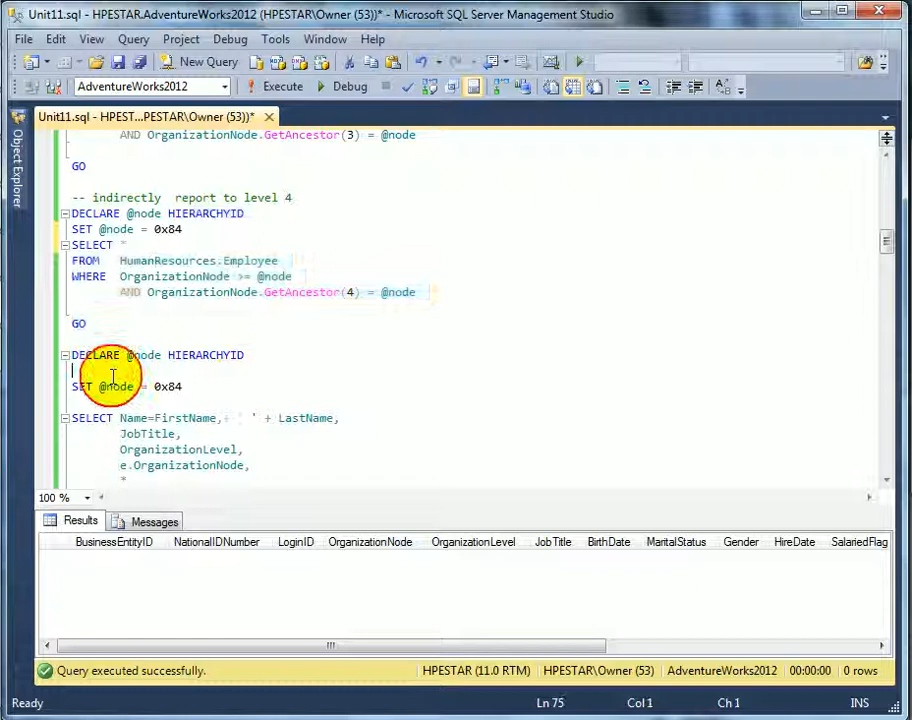 Unit11.sql - HPESTAR.AdventureWorks2012 (HPESTAR\Owner (53))* - Microsoft SQL Server Management Studio
File Edit View Query Project Debug Tools Window Help
New Query
AdventureWorks2012 Execute Debug
Unit11.sql - HPEST...PESTAR\Owner (53))*
Object Explorer
AND OrganizationNode.GetAncestor(3) = @node
GO
-- indirectly report to level 4
DECLARE @node HIERARCHYID
SET @node = 0x84
SELECT *
FROM HumanResources.Employee
WHERE OrganizationNode >= @node
AND OrganizationNode.GetAncestor(4) = @node
GO
DECLARE @node HIERARCHYID
SET @node = 0x84
SELECT Name=FirstName,+ ' ' + LastName,
JobTitle,
OrganizationLevel,
e.OrganizationNode,
*
100 %
Results Messages
BusinessEntityID NationalIDNumber LoginID OrganizationNode OrganizationLevel JobTitle BirthDate MaritalStatus Gender HireDate SalariedFlag
Query executed successfully. HPESTAR (11.0 RTM) HPESTAR\Owner (53) AdventureWorks2012 00:00:00 0 rows
Ready Ln 75 Col 1 Ch 1 INS